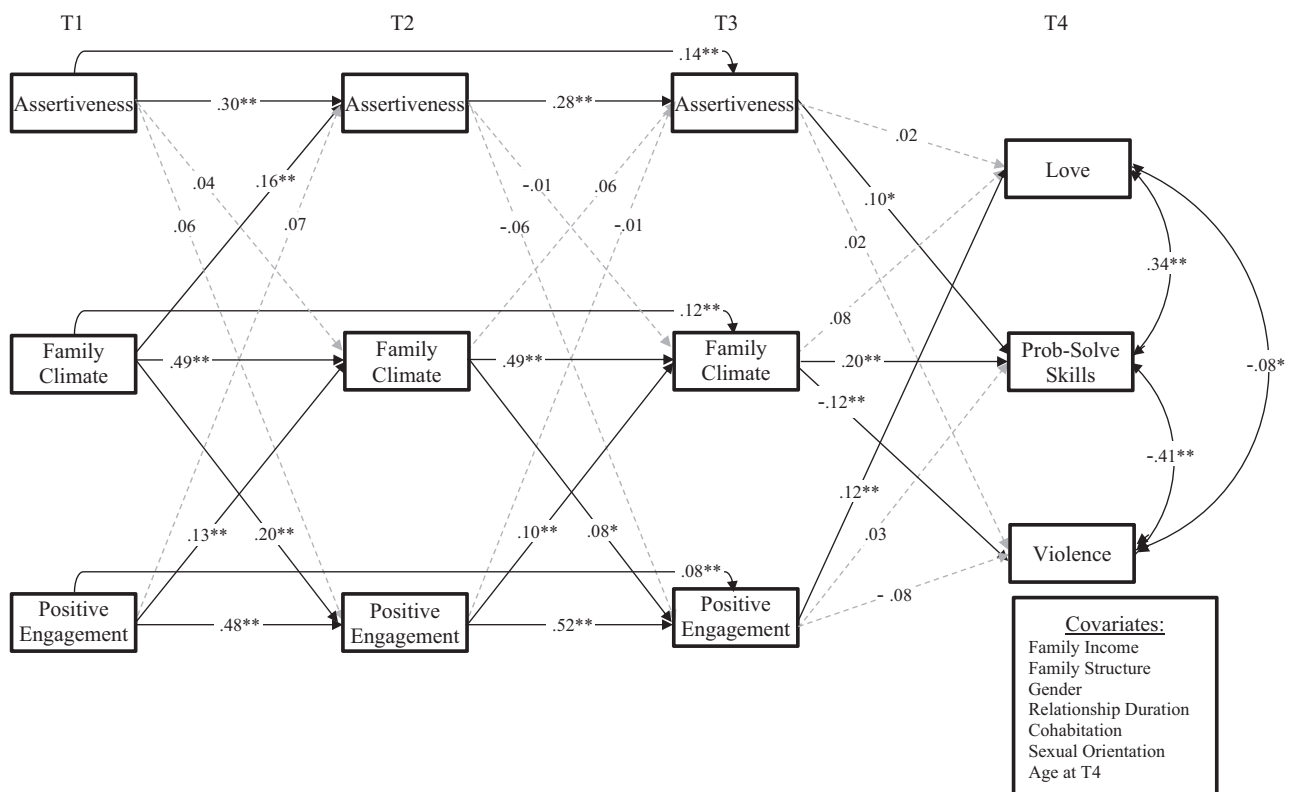 T1 T2 T3 T4
.14**
Assertiveness .30** Assertiveness .28** Assertiveness
.02
Love
.04 .16** -.01 .06 .10*
.06 .07 -.06 -.01 .02
.34**
.12** .08
Family Climate .49** Family Climate .49** Family Climate .20** Prob-Solve Skills
-.08*
-.12**
-.41**
.12**
.13** .20** .10** .08* .03
Violence
.08** - .08
Positive Engagement .48** Positive Engagement .52** Positive Engagement
Covariates:
Family Income
Family Structure
Gender
Relationship Duration
Cohabitation
Sexual Orientation
Age at T4